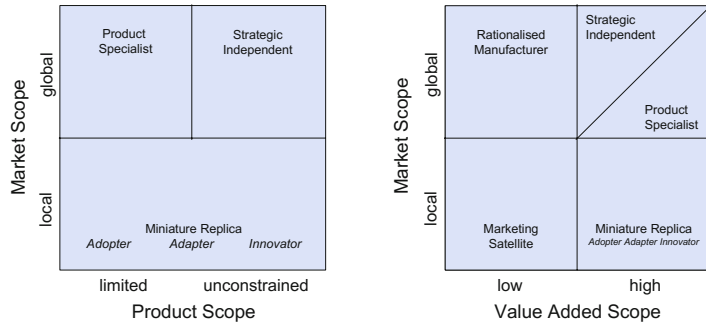 Market Scope
global
local
Product
Specialist
Strategic
Independent
Miniature Replica
Adopter Adapter Innovator
limited unconstrained
Product Scope
Market Scope
global
local
Rationalised
Manufacturer
Strategic
Independent
Product
Specialist
Marketing
Satellite
Miniature Replica
Adopter Adapter Innovator
low high
Value Added Scope